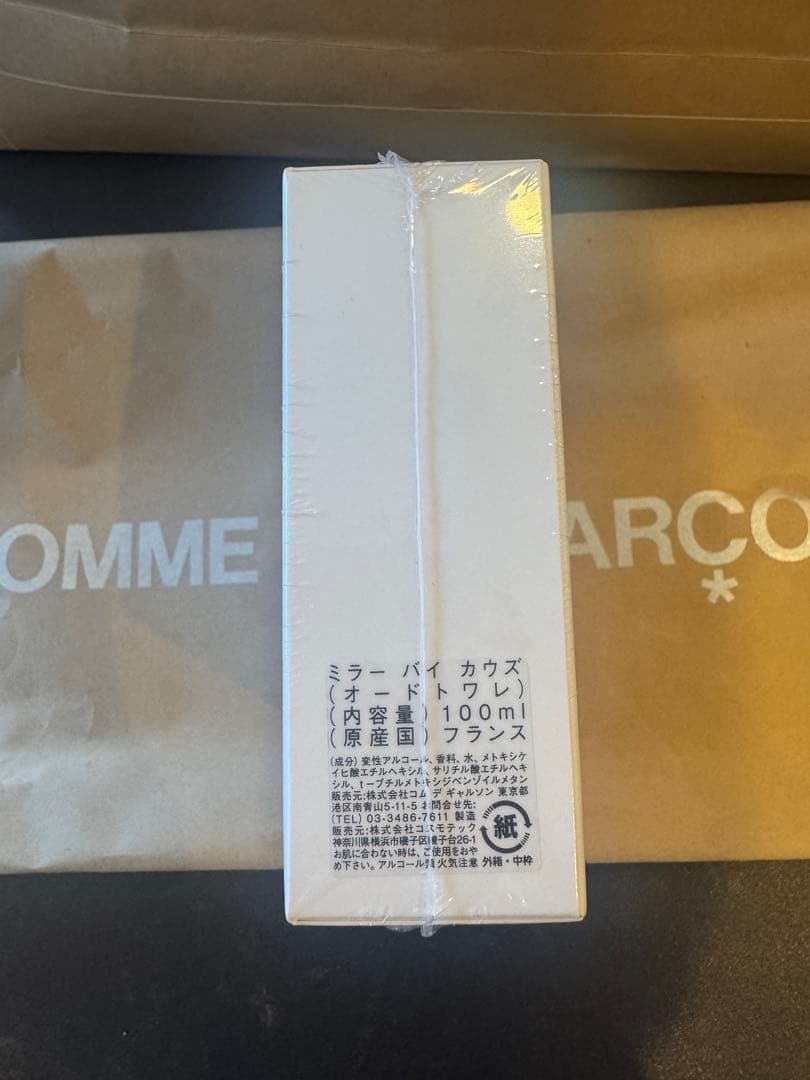 OMME
ARÇO
*
ミラー バイ カウズ
(オードトワレ)
(内容量)100ml
(原産国)フランス
(成分)変性アルコール、香料、水、メトキシケ
イヒ酸エチルヘキシル、サリチル酸エチルヘキ
シル、t-ブチルメトキシジベンゾイルメタン
販売元:株式会社コム デ ギャルソン 東京都
港区南青山5-11-5 お問合せ先:
(TEL) 03-3486-7611 製造
販売元:株式会社コスモテック
神奈川県横浜市磯子区磯子台26-1
お肌に合わない時は、ご使用をおや
め下さい。アルコール類 火気注意
紙
外箱・中枠